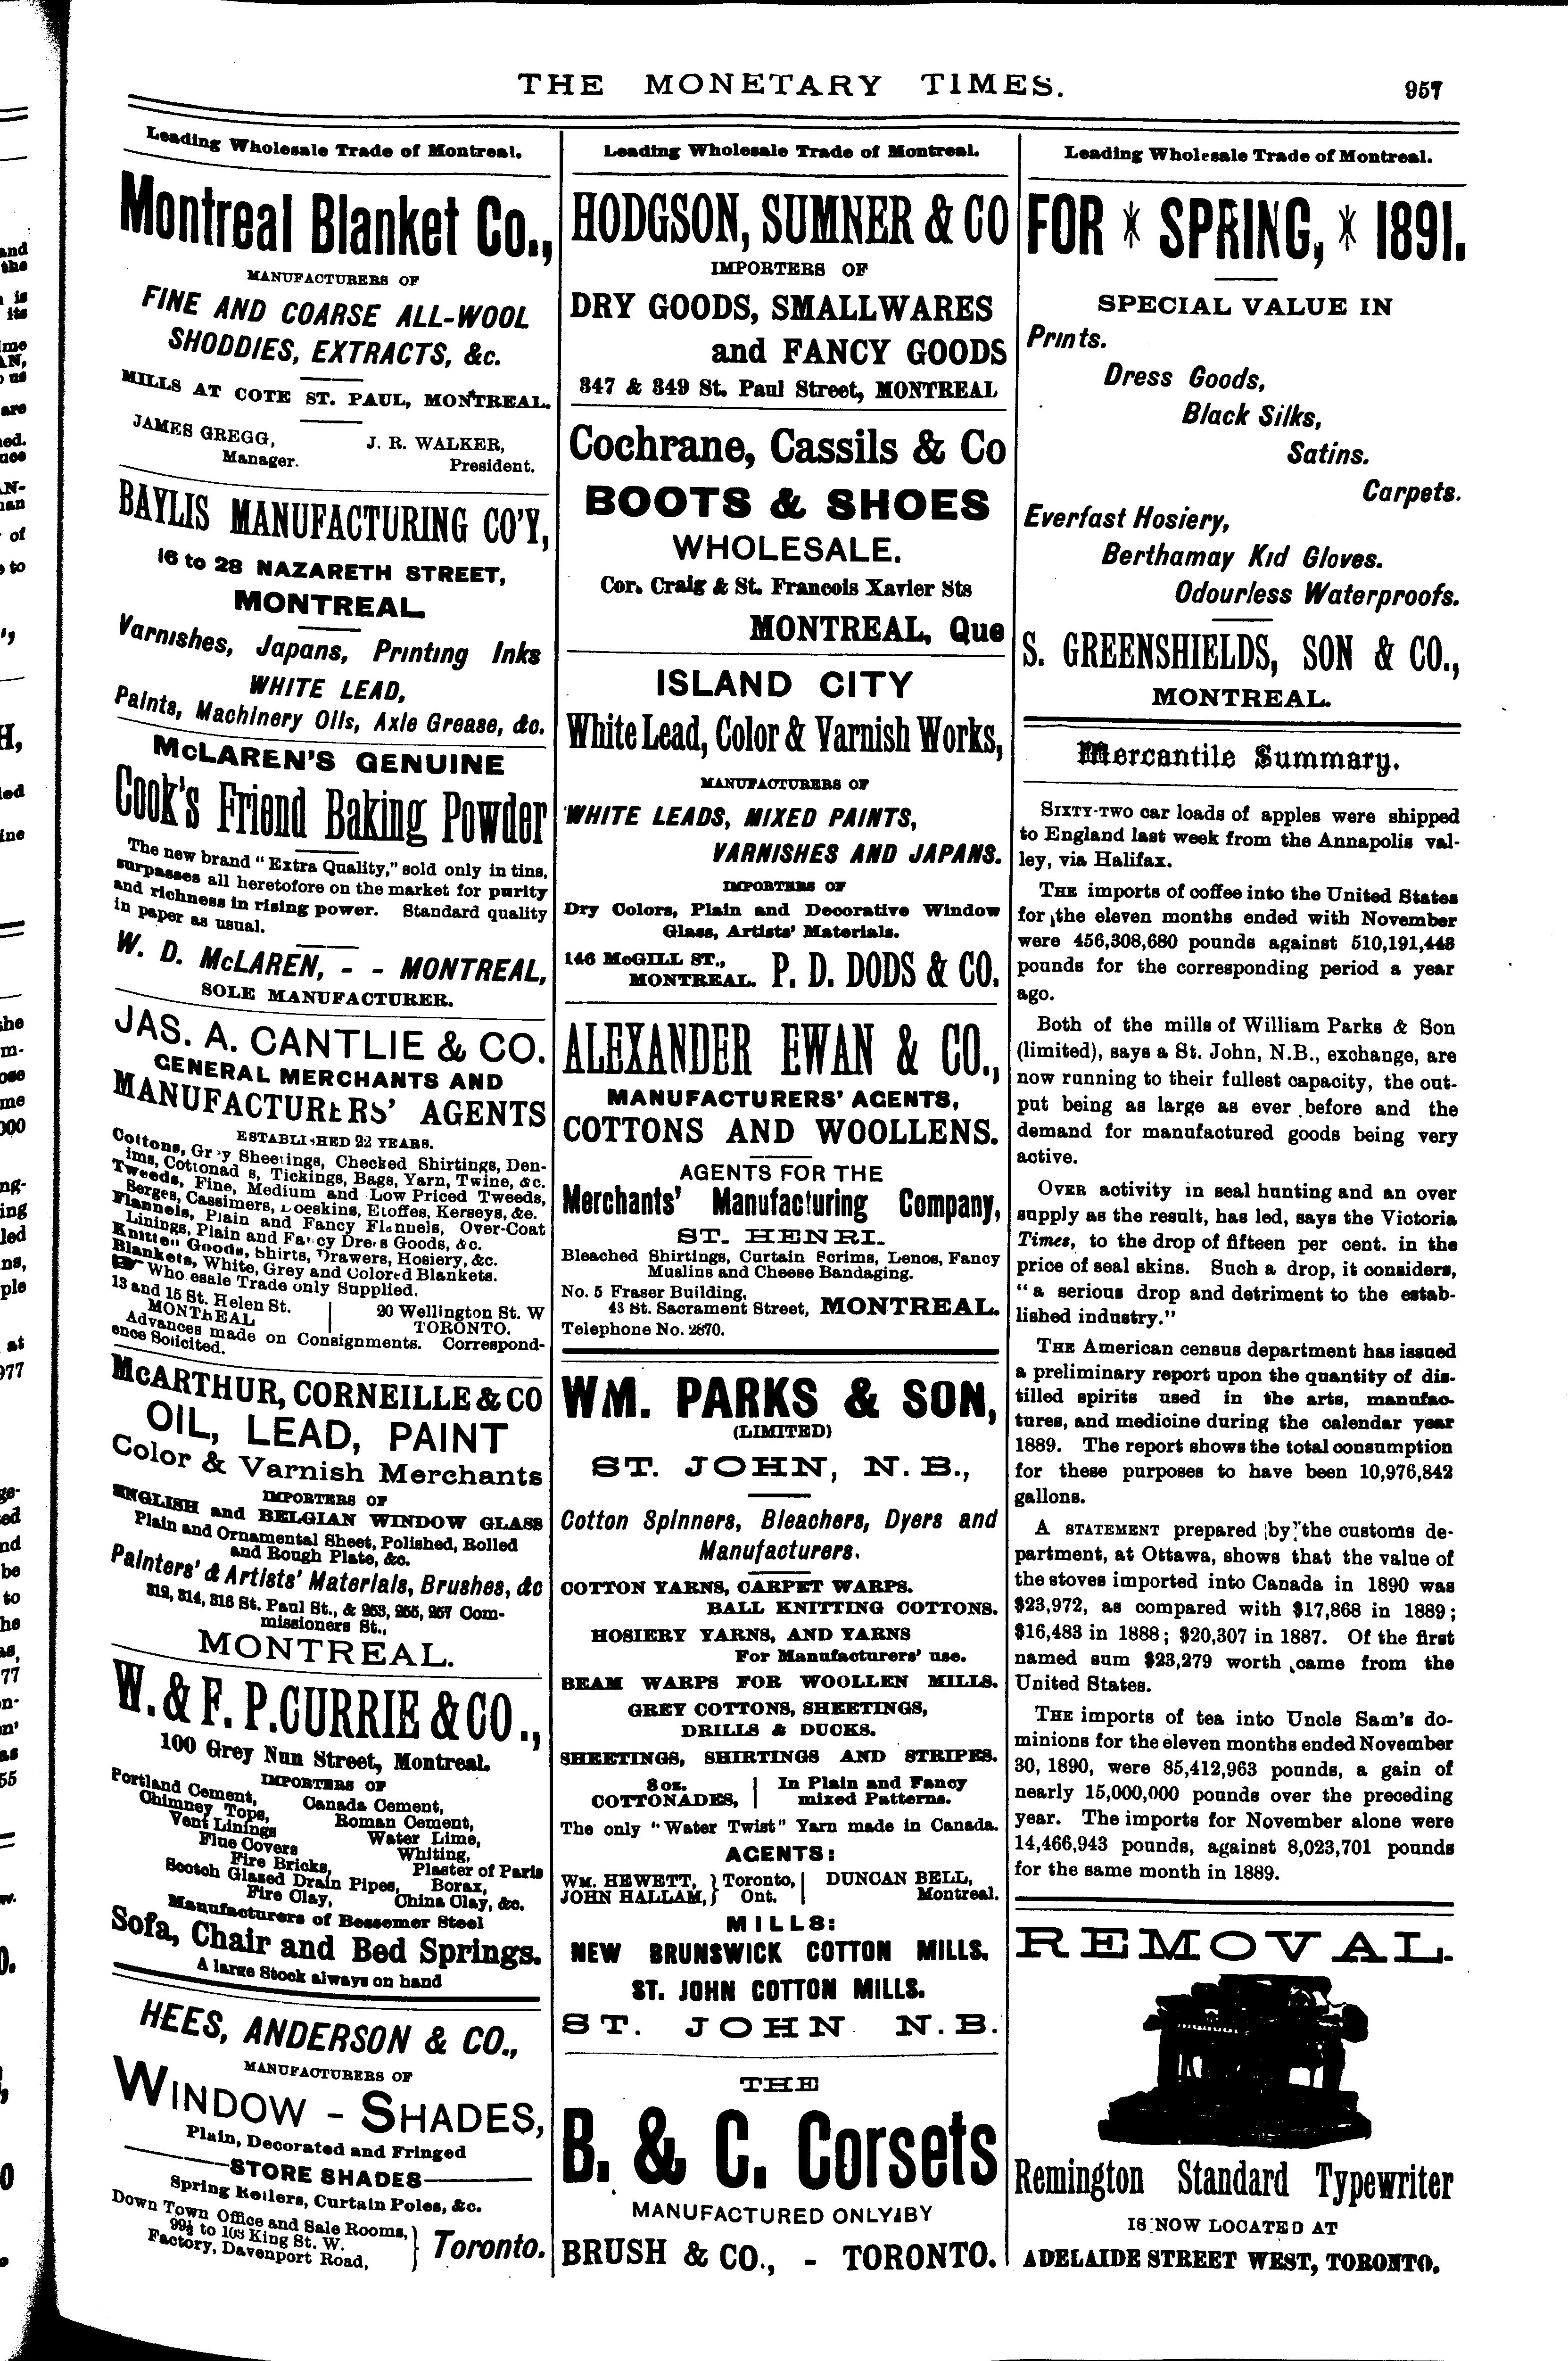 THE MONETARY TIMES.
957
Leading Wholesale Trade of Montreal.
Montreal Blanket Co.,
MANUFACTURERS OF
FINE AND COARSE ALL-WOOL
SHODDIES, EXTRACTS, &c.
MILLS AT COTE ST. PAUL, MONTREAL.
JAMES GREGG,
Manager.
J. R. WALKER,
President.
BAYLIS MANUFACTURING CO'Y,
16 to 28 NAZARETH STREET,
MONTREAL
Varnishes, Japans, Printing Inks
WHITE LEAD,
Paints, Machinery Oils, Axle Grease, &c.
McLAREN'S GENUINE
Cook's Friend Baking Powder
The new brand "Extra Quality," sold only in tins,
surpasses all heretofore on the market for purity
and richness in rising power. Standard quality
in paper as usual.
W. D. McLAREN, - - MONTREAL,
SOLE MANUFACTURER.
JAS. A. CANTLIE & CO.
GENERAL MERCHANTS AND
MANUFACTURERS' AGENTS
ESTABLISHED 22 YEARS.
Cottons, Grey Sheetings, Checked Shirtings, Den-
ims, Cottonades, Tickings, Bags, Yarn, Twine, &c.
Tweeds, Fine, Medium and Low Priced Tweeds,
Serges, Cassimers, Doeskins, Etoffes, Kerseys, &c.
Flannels, Plain and Fancy Flannels, Over-Coat
Linings, Plain and Fancy Dress Goods, &c.
Knitted Goods, Shirts, Drawers, Hosiery, &c.
Blankets, White, Grey and Colored Blankets.
☞ Wholesale Trade only Supplied.
13 and 15 St. Helen St.
MONTREAL
20 Wellington St. W
TORONTO.
Advances made on Consignments. Correspond-
ence Solicited.
McARTHUR, CORNEILLE & CO
OIL, LEAD, PAINT
Color & Varnish Merchants
IMPORTERS OF
ENGLISH and BELGIAN WINDOW GLASS
Plain and Ornamental Sheet, Polished, Rolled
and Rough Plate, &c.
Painters' & Artists' Materials, Brushes, &c
312, 314, 316 St. Paul St., & 253, 255, 257 Com-
missioners St.,
MONTREAL.
W. & F. P. CURRIE & CO.,
100 Grey Nun Street, Montreal.
IMPORTERS OF
Portland Cement,
Canada Cement,
Chimney Tops,
Roman Cement,
Vent Linings
Water Lime,
Flue Covers
Whiting,
Fire Bricks,
Plaster of Paris
Scotch Glased Drain Pipes,
Borax,
Fire Clay,
China Clay, &c.
Manufacturers of Bessemer Steel
Sofa, Chair and Bed Springs.
A large Stock always on hand
HEES, ANDERSON & CO.,
MANUFACTURERS OF
WINDOW - SHADES,
Plain, Decorated and Fringed
STORE SHADES
Spring Rollers, Curtain Poles, &c.
Down Town Office and Sale Rooms,
99½ to 103 King St. W.
Factory, Davenport Road,
Toronto.
Leading Wholesale Trade of Montreal.
HODGSON, SUMNER & CO
IMPORTERS OF
DRY GOODS, SMALLWARES
and FANCY GOODS
347 & 349 St. Paul Street, MONTREAL
Cochrane, Cassils & Co
BOOTS & SHOES
WHOLESALE.
Cor. Craig & St. Francois Xavier Sts
MONTREAL, Que
ISLAND CITY
White Lead, Color & Varnish Works,
MANUFACTURERS OF
WHITE LEADS, MIXED PAINTS,
VARNISHES AND JAPANS.
IMPORTERS OF
Dry Colors, Plain and Decorative Window
Glass, Artists' Materials.
146 McGILL ST.,
MONTREAL.
P. D. DODS & CO.
ALEXANDER EWAN & CO.,
MANUFACTURERS' AGENTS,
COTTONS AND WOOLLENS.
AGENTS FOR THE
Merchants' Manufacturing Company,
ST. HENRI.
Bleached Shirtings, Curtain Scrims, Lenos, Fancy
Muslins and Cheese Bandaging.
No. 5 Fraser Building,
43 St. Sacrament Street, MONTREAL.
Telephone No. 2870.
WM. PARKS & SON,
(LIMITED)
ST. JOHN, N. B.,
Cotton Spinners, Bleachers, Dyers and
Manufacturers.
COTTON YARNS, CARPET WARPS.
BALL KNITTING COTTONS.
HOSIERY YARNS, AND YARNS
For Manufacturers' use.
BEAM WARPS FOR WOOLLEN MILLS.
GREY COTTONS, SHEETINGS,
DRILLS & DUCKS.
SHEETINGS, SHIRTINGS AND STRIPES.
8 oz.
COTTONADES,
In Plain and Fancy
mixed Patterns.
The only "Water Twist" Yarn made in Canada.
AGENTS:
WM. HEWETT,
JOHN HALLAM,
Toronto,
Ont.
DUNCAN BELL,
Montreal.
MILLS:
NEW BRUNSWICK COTTON MILLS.
ST. JOHN COTTON MILLS.
ST. JOHN N. B.
THE
B. & C. Corsets
MANUFACTURED ONLY BY
BRUSH & CO., - TORONTO.
Leading Wholesale Trade of Montreal.
FOR * SPRING, * 1891.
SPECIAL VALUE IN
Prints.
Dress Goods,
Black Silks,
Satins.
Carpets.
Everfast Hosiery,
Berthamay Kid Gloves.
Odourless Waterproofs.
S. GREENSHIELDS, SON & CO.,
MONTREAL.
Mercantile Summary.
SIXTY-TWO car loads of apples were shipped
to England last week from the Annapolis val-
ley, via Halifax.
THE imports of coffee into the United States
for the eleven months ended with November
were 456,308,680 pounds against 510,191,443
pounds for the corresponding period a year
ago.
Both of the mills of William Parks & Son
(limited), says a St. John, N.B., exchange, are
now running to their fullest capacity, the out-
put being as large as ever before and the
demand for manufactured goods being very
active.
OVER activity in seal hunting and an over
supply as the result, has led, says the Victoria
Times, to the drop of fifteen per cent. in the
price of seal skins. Such a drop, it considers,
"a serious drop and detriment to the estab-
lished industry."
THE American census department has issued
a preliminary report upon the quantity of dis-
tilled spirits used in the arts, manufac-
tures, and medicine during the calendar year
1889. The report shows the total consumption
for these purposes to have been 10,976,842
gallons.
A STATEMENT prepared by the customs de-
partment, at Ottawa, shows that the value of
the stoves imported into Canada in 1890 was
$23,972, as compared with $17,868 in 1889;
$16,483 in 1888; $20,307 in 1887. Of the first
named sum $23,279 worth came from the
United States.
THE imports of tea into Uncle Sam's do-
minions for the eleven months ended November
30, 1890, were 85,412,963 pounds, a gain of
nearly 15,000,000 pounds over the preceding
year. The imports for November alone were
14,466,943 pounds, against 8,023,701 pounds
for the same month in 1889.
REMOVAL.
Remington Standard Typewriter
IS NOW LOCATED AT
ADELAIDE STREET WEST, TORONTO.